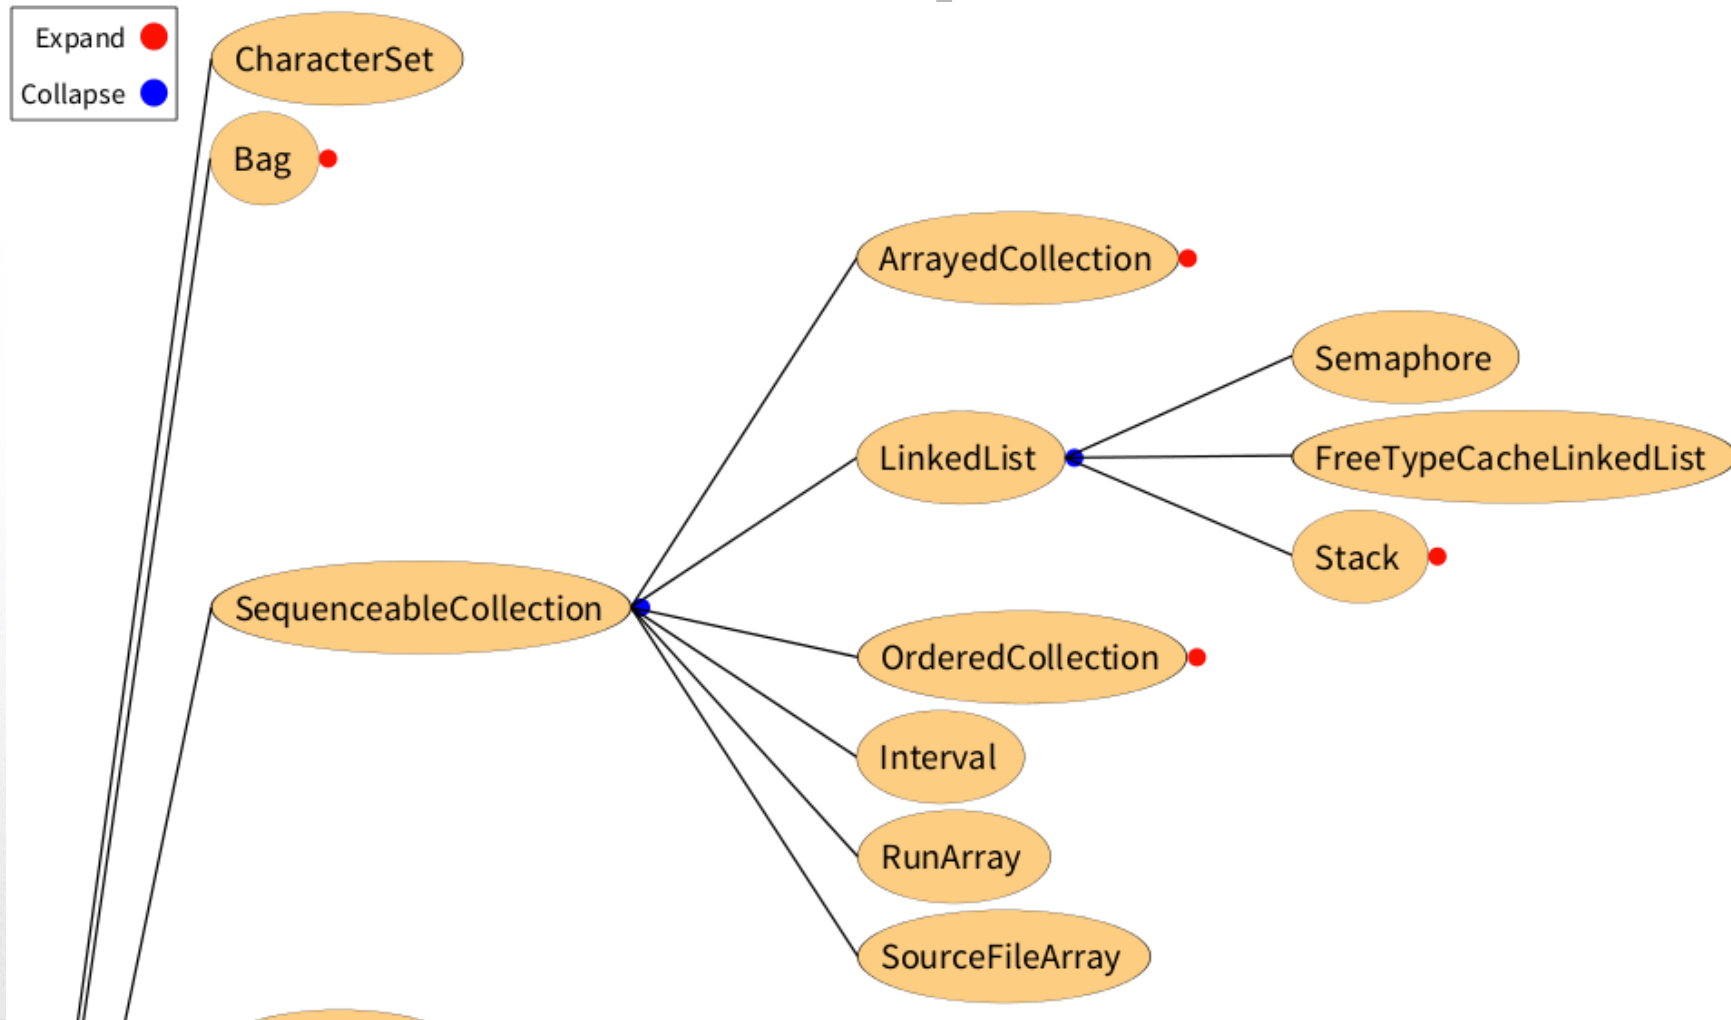 Expand
Collapse
CharacterSet
Bag
ArrayedCollection
Semaphore
LinkedList
FreeTypeCacheLinkedList
Stack
SequenceableCollection
OrderedCollection
Interval
RunArray
SourceFileArray